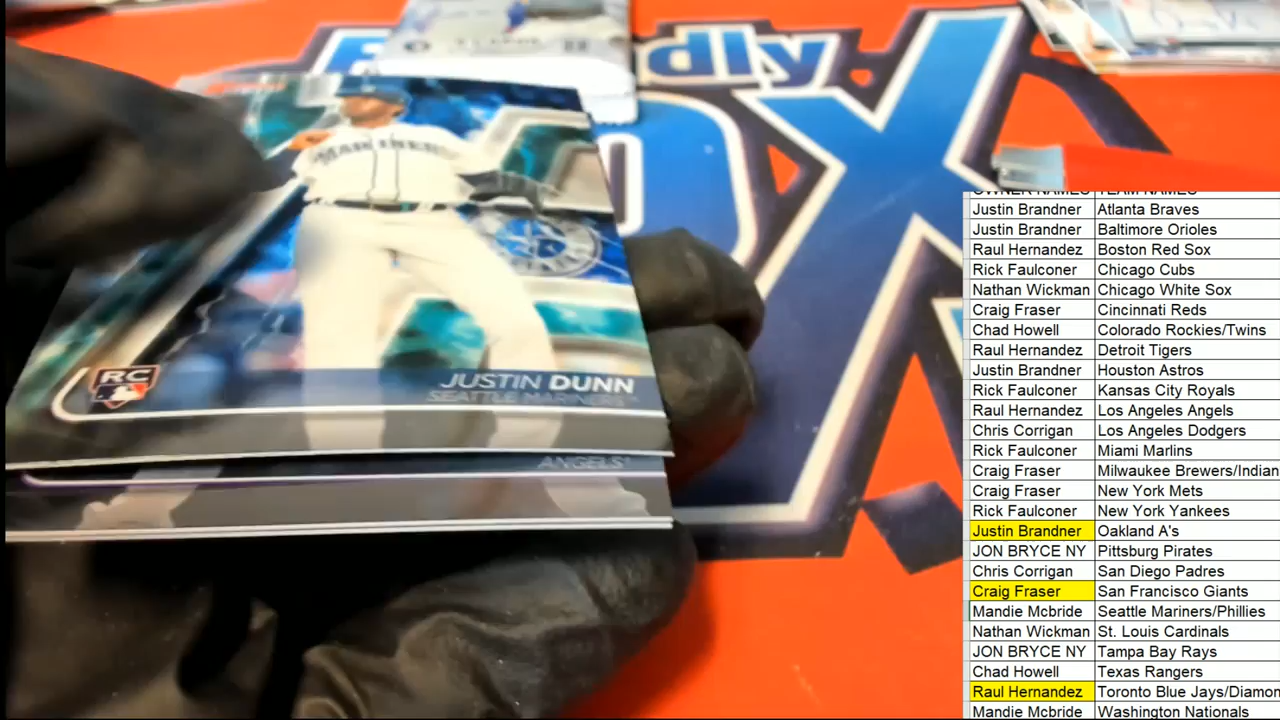 dly
OX
MARINERS
RC
JUSTIN DUNN
SEATTLE MARINERS™
ANGELS®
OWNER NAMES TEAM NAMES
Justin Brandner Atlanta Braves
Justin Brandner Baltimore Orioles
Raul Hernandez Boston Red Sox
Rick Faulconer Chicago Cubs
Nathan Wickman Chicago White Sox
Craig Fraser Cincinnati Reds
Chad Howell Colorado Rockies/Twins
Raul Hernandez Detroit Tigers
Justin Brandner Houston Astros
Rick Faulconer Kansas City Royals
Raul Hernandez Los Angeles Angels
Chris Corrigan Los Angeles Dodgers
Rick Faulconer Miami Marlins
Craig Fraser Milwaukee Brewers/Indian
Craig Fraser New York Mets
Rick Faulconer New York Yankees
Justin Brandner Oakland A's
JON BRYCE NY Pittsburg Pirates
Chris Corrigan San Diego Padres
Craig Fraser San Francisco Giants
Mandie Mcbride Seattle Mariners/Phillies
Nathan Wickman St. Louis Cardinals
JON BRYCE NY Tampa Bay Rays
Chad Howell Texas Rangers
Raul Hernandez Toronto Blue Jays/Diamon
Mandie Mcbride Washington Nationals